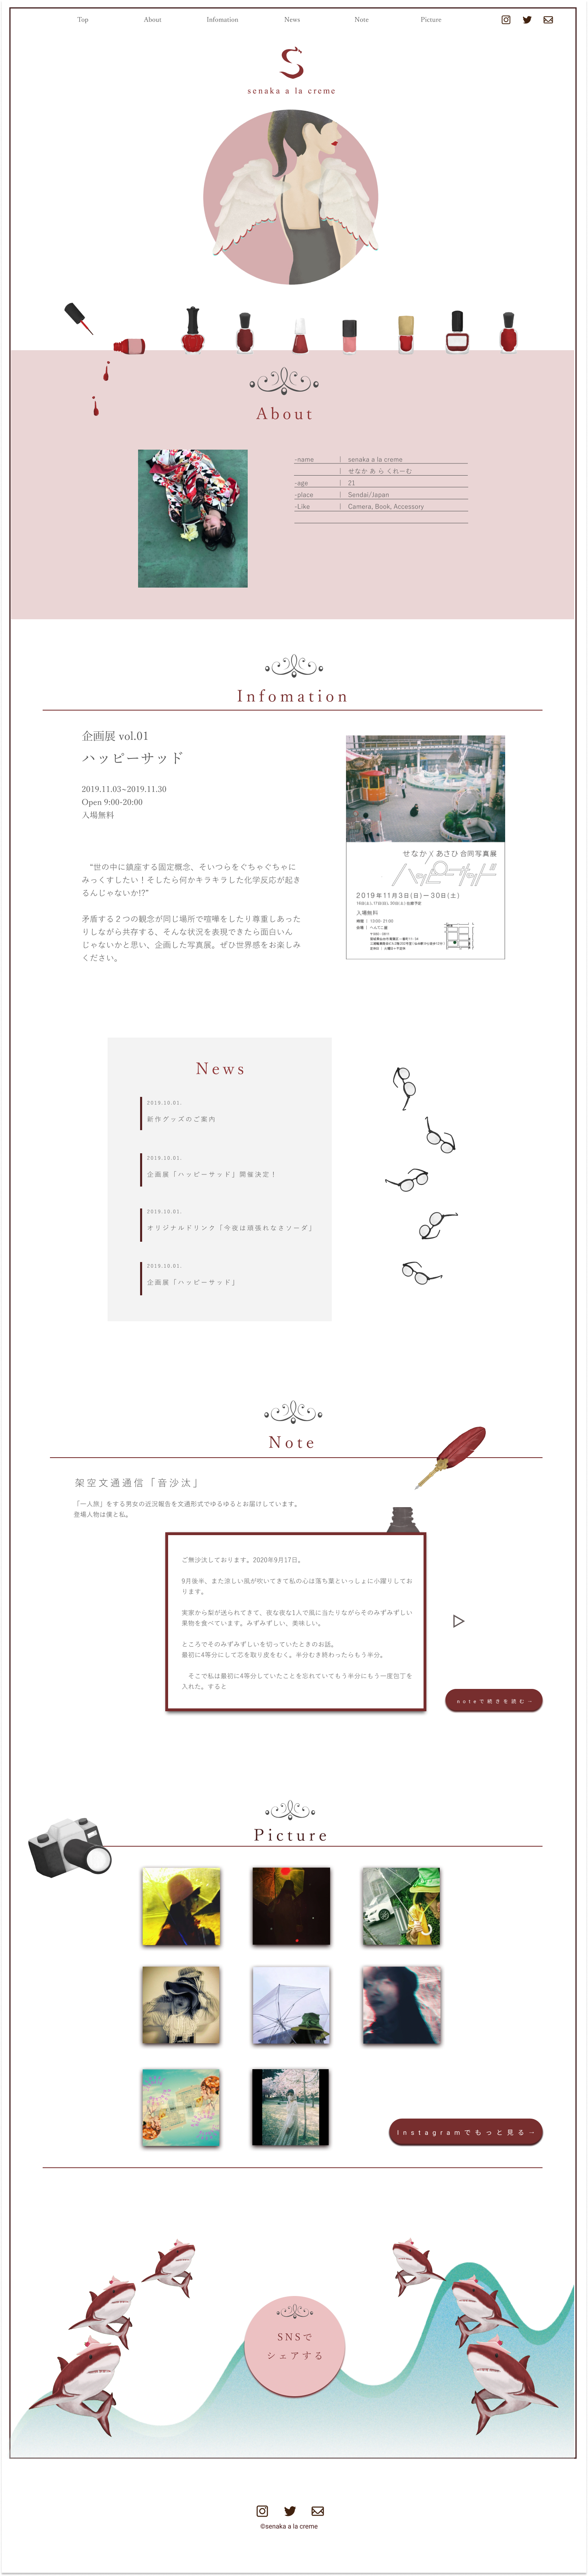 Top
About
Infomation
News
Note
Picture
S
senaka a la creme
About
-name | senaka a la creme
| せなか あ ら くれーむ
-age | 21
-place | Sendai/Japan
-Like | Camera, Book, Accessory
Infomation
企画展 vol.01
ハッピーサッド
2019.11.03~2019.11.30
Open 9:00-20:00
入場無料
“世の中に鎮座する固定概念、そいつらをぐちゃぐちゃに
みっくすしたい！そしたら何かキラキラした化学反応が起き
るんじゃないか!?”
矛盾する２つの観念が同じ場所で喧嘩をしたり尊重しあった
りしながら共存する、そんな状況を表現できたら面白いん
じゃないかと思い、企画した写真展。ぜひ世界感をお楽しみ
ください。
せなか×あさひ 合同写真展
ハッピーサッド
2019年11月3日(日)ー30日(土)
入場無料
News
2019.10.01.
新作グッズのご案内
2019.10.01.
企画展「ハッピーサッド」開催決定！
2019.10.01.
オリジナルドリンク「今夜は頑張れなさソーダ」
2019.10.01.
企画展「ハッピーサッド」
Note
架空文通通信「音沙汰」
「一人旅」をする男女の近況報告を文通形式でゆるゆるとお届けしています。
登場人物は僕と私。
ご無沙汰しております。2020年9月17日。
9月後半、また涼しい風が吹いてきて私の心は落ち葉といっしょに小躍りしてお
ります。
実家から梨が送られてきて、夜な夜な1人で風に当たりながらそのみずみずしい
果物を食べています。みずみずしい、美味しい。
ところでそのみずみずしいを切っていたときのお話。
最初に4等分にして芯を取り皮をむく。半分むき終わったらもう半分。
そこで私は最初に4等分していたことを忘れていてもう半分にもう一度包丁を
入れた。すると
noteで続きを読む→
Picture
Instagramでもっと見る→
SNSで
シェアする
©senaka a la creme